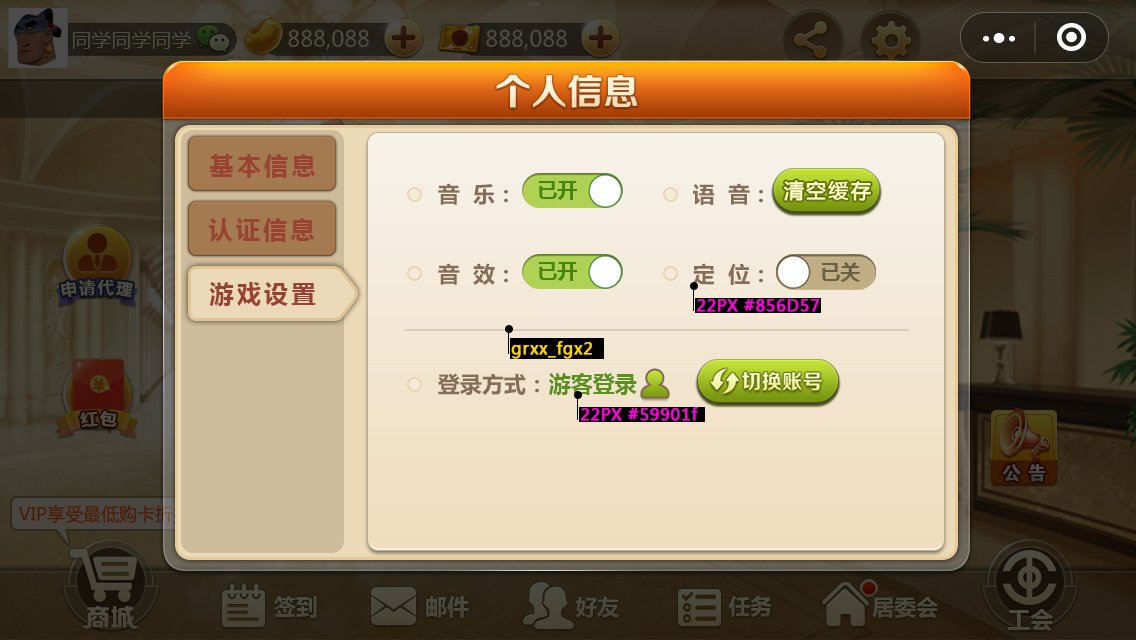 同学同学同学
888,080
888,080
个人信息
基本信息
认证信息
游戏设置
音 乐：
已开
语 音：
清空缓存
音 效：
已开
定 位：
已关
22PX #856D57
grxx_fgx2
登录方式：
游客登录
切换账号
22PX #59901f
申请代理
红包
公告
VIP享受最低购卡折
商城
签到
邮件
好友
任务
居委会
工会